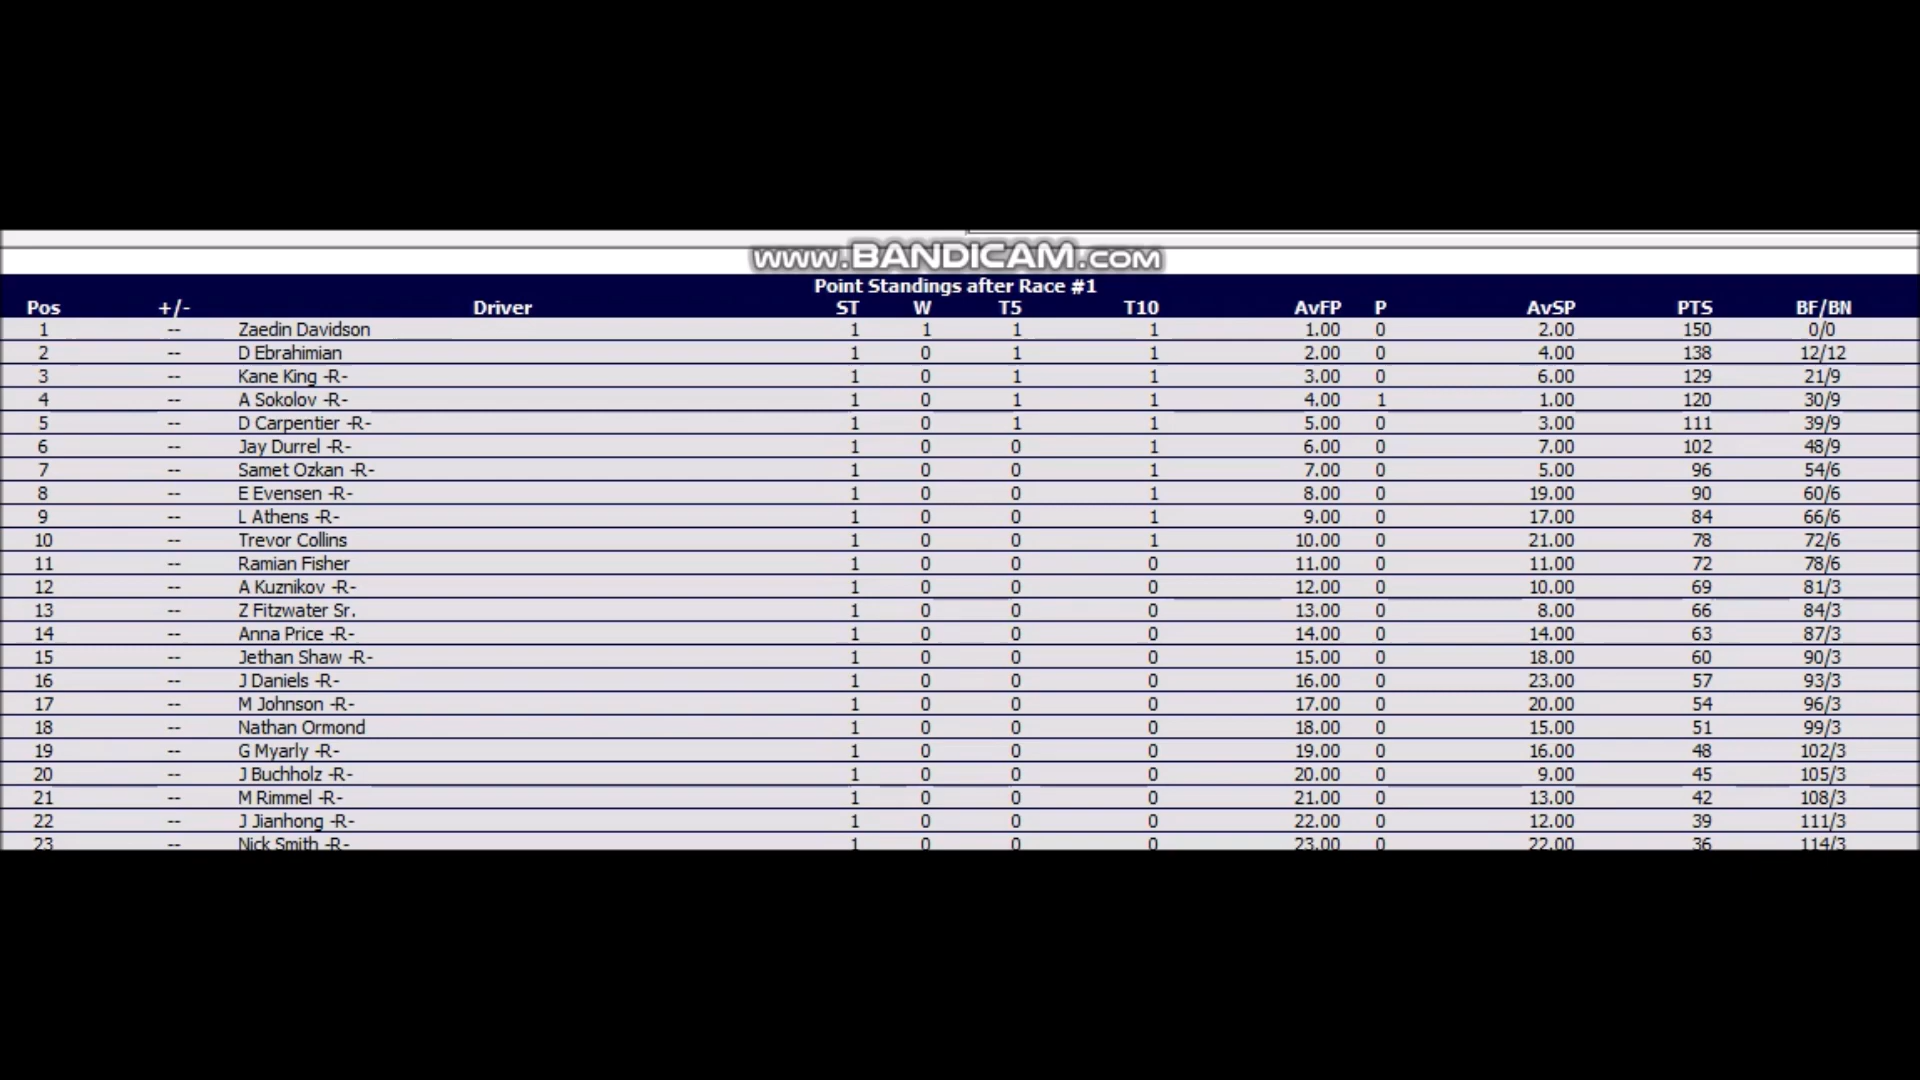 www.BANDICAM.com
Point Standings after Race #1
Pos +/- Driver ST W T5 T10 AvFP P AvSP PTS BF/BN
1 -- Zaedin Davidson 1 1 1 1 1.00 0 2.00 150 0/0
2 -- D Ebrahimian 1 0 1 1 2.00 0 4.00 138 12/12
3 -- Kane King -R- 1 0 1 1 3.00 0 6.00 129 21/9
4 -- A Sokolov -R- 1 0 1 1 4.00 1 1.00 120 30/9
5 -- D Carpentier -R- 1 0 1 1 5.00 0 3.00 111 39/9
6 -- Jay Durrel -R- 1 0 0 1 6.00 0 7.00 102 48/9
7 -- Samet Ozkan -R- 1 0 0 1 7.00 0 5.00 96 54/6
8 -- E Evensen -R- 1 0 0 1 8.00 0 19.00 90 60/6
9 -- L Athens -R- 1 0 0 1 9.00 0 17.00 84 66/6
10 -- Trevor Collins 1 0 0 1 10.00 0 21.00 78 72/6
11 -- Ramian Fisher 1 0 0 0 11.00 0 11.00 72 78/6
12 -- A Kuznikov -R- 1 0 0 0 12.00 0 10.00 69 81/3
13 -- Z Fitzwater Sr. 1 0 0 0 13.00 0 8.00 66 84/3
14 -- Anna Price -R- 1 0 0 0 14.00 0 14.00 63 87/3
15 -- Jethan Shaw -R- 1 0 0 0 15.00 0 18.00 60 90/3
16 -- J Daniels -R- 1 0 0 0 16.00 0 23.00 57 93/3
17 -- M Johnson -R- 1 0 0 0 17.00 0 20.00 54 96/3
18 -- Nathan Ormond 1 0 0 0 18.00 0 15.00 51 99/3
19 -- G Myarly -R- 1 0 0 0 19.00 0 16.00 48 102/3
20 -- J Buchholz -R- 1 0 0 0 20.00 0 9.00 45 105/3
21 -- M Rimmel -R- 1 0 0 0 21.00 0 13.00 42 108/3
22 -- J Jianhong -R- 1 0 0 0 22.00 0 12.00 39 111/3
23 -- Nick Smith -R- 1 0 0 0 23.00 0 22.00 36 114/3